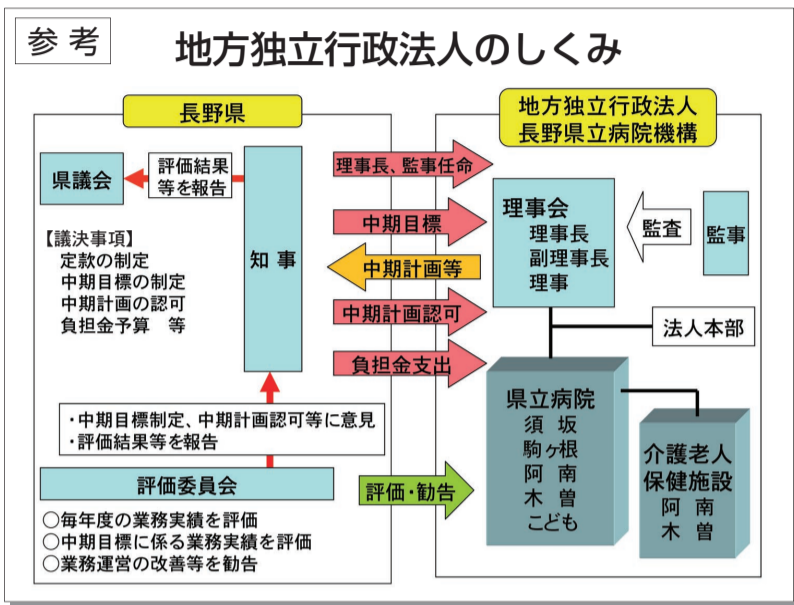 参 考
地方独立行政法人のしくみ
長野県
県議会
評価結果
等を報告
知 事
【議決事項】
定款の制定
中期目標の制定
中期計画の認可
負担金予算 等
・中期目標制定、中期計画認可等に意見
・評価結果等を報告
評価委員会
○毎年度の業務実績を評価
○中期目標に係る業務実績を評価
○業務運営の改善等を勧告
理事長、監事任命
中期目標
中期計画等
中期計画認可
負担金支出
評価・勧告
地方独立行政法人
長野県立病院機構
理事会
理事長
副理事長
理事
監査
監事
法人本部
県立病院
須 坂
駒ヶ根
阿 南
木 曽
こども
介護老人
保健施設
阿 南
木 曽